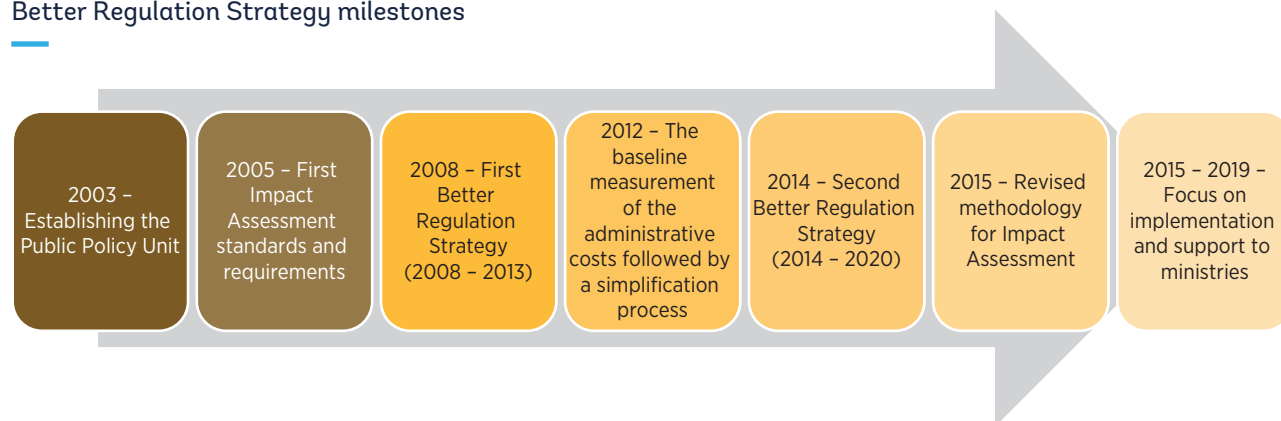 Better Regulation Strategy milestones
2003 –
Establishing the
Public Policy Unit
2005 – First
Impact
Assessment
standards and
requirements
2008 – First
Better
Regulation
Strategy
(2008 – 2013)
2012 – The
baseline
measurement
of the
administrative
costs followed by
a simplification
process
2014 – Second
Better Regulation
Strategy
(2014 – 2020)
2015 – Revised
methodology
for Impact
Assessment
2015 – 2019 –
Focus on
implementation
and support to
ministries